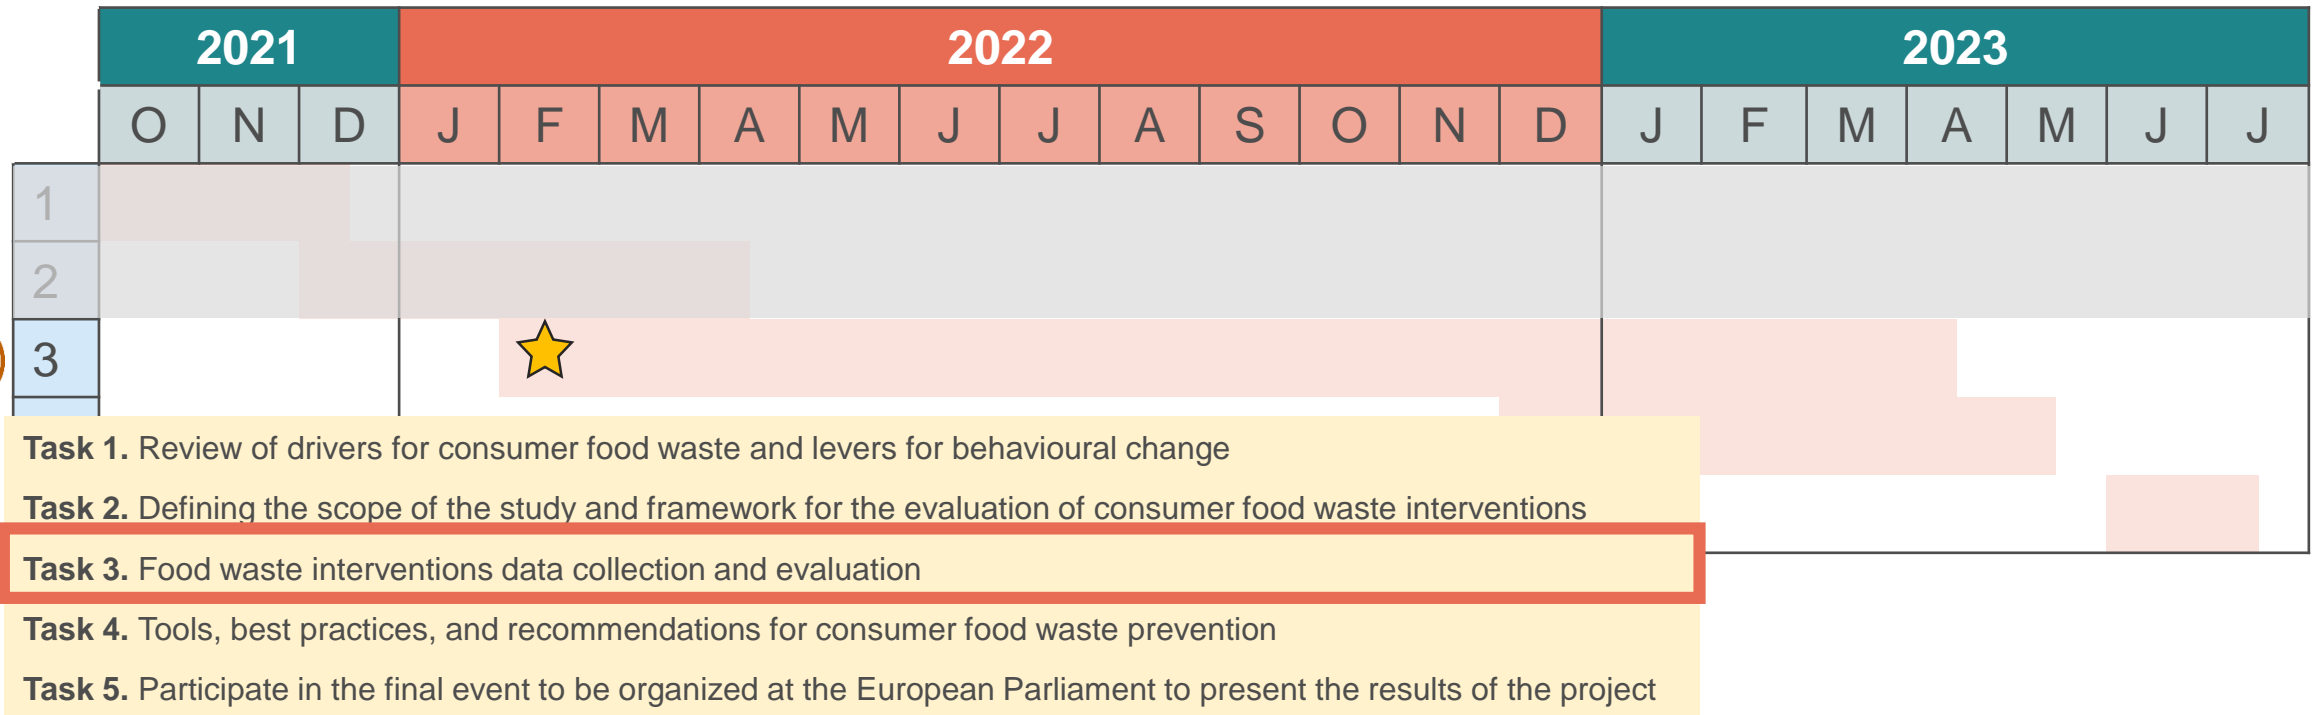 2021 2022 2023
O N D J F M A M J J A S O N D J F M A M J J
1
2
3
Task 1. Review of drivers for consumer food waste and levers for behavioural change
Task 2. Defining the scope of the study and framework for the evaluation of consumer food waste interventions
Task 3. Food waste interventions data collection and evaluation
Task 4. Tools, best practices, and recommendations for consumer food waste prevention
Task 5. Participate in the final event to be organized at the European Parliament to present the results of the project